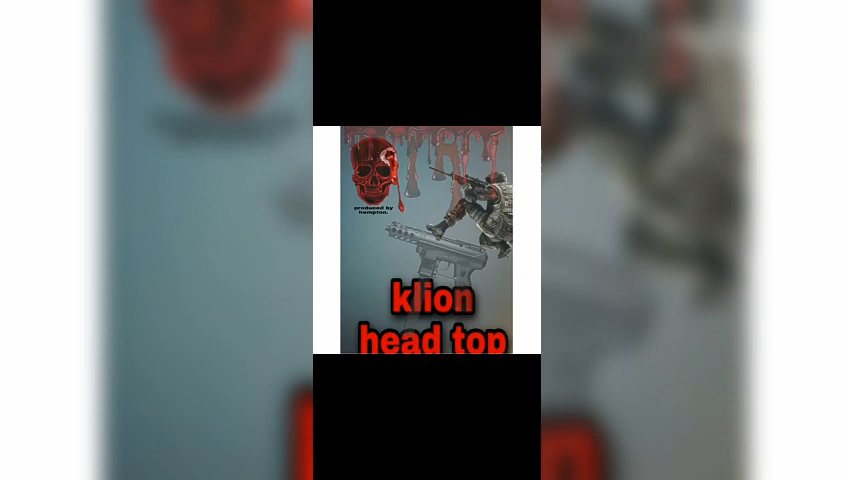 produced by
hampton.
klion
head top